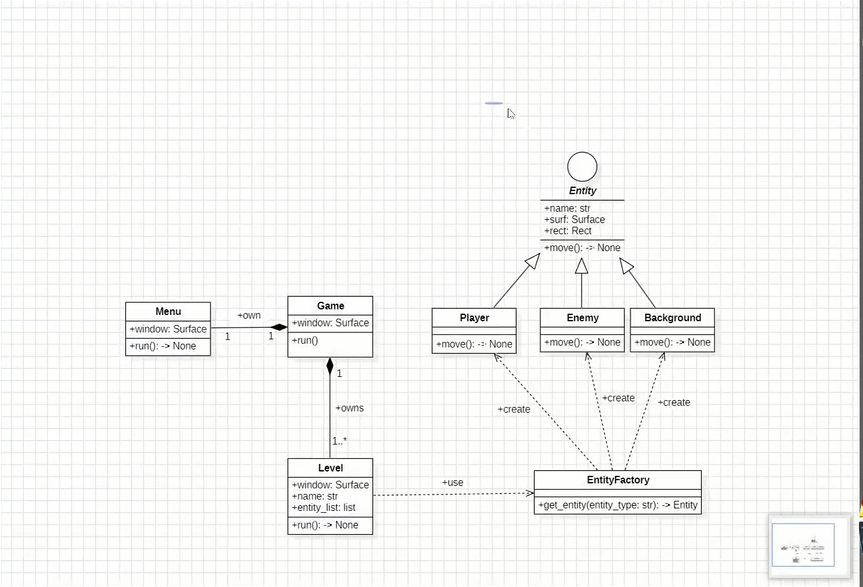 Entity
+name: str
+surf: Surface
+rect: Rect
+move(): -> None
Menu
+window: Surface
+run(): -> None
+own
1
1
Game
+window: Surface
+run()
1
+owns
1..*
Player
+move(): -> None
Enemy
+move(): -> None
Background
+move(): -> None
+create
+create
+create
Level
+window: Surface
+name: str
+entity_list: list
+run(): -> None
+use
EntityFactory
+get_entity(entity_type: str): -> Entity